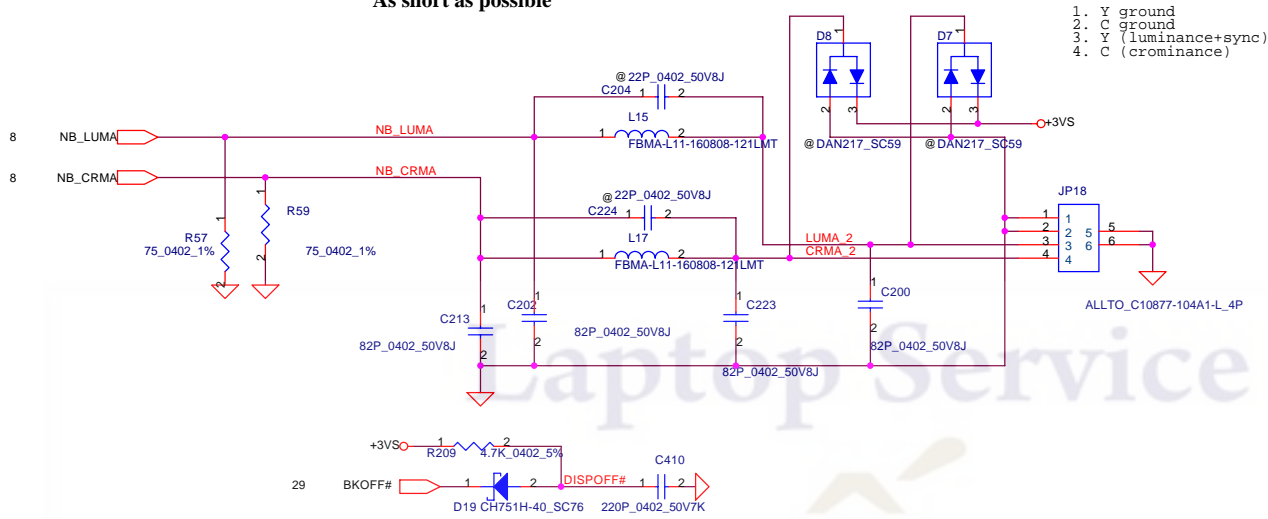 As short as possible
1. Y ground
2. C ground
3. Y (luminance+sync)
4. C (crominance)
D8
D7
1
1
2
3
2
3
+3VS
@DAN217_SC59
@DAN217_SC59
@22P_0402_50V8J
C204
1
2
L15
1
2
FBMA-L11-160808-121LMT
8
NB_LUMA
NB_LUMA
8
NB_CRMA
NB_CRMA
@22P_0402_50V8J
C224
1
2
L17
1
2
FBMA-L11-160808-121LMT
1
R57
75_0402_1%
2
1
R59
75_0402_1%
2
JP18
1
2
3
4
1
2
3
4
5
6
5
6
LUMA_2
CRMA_2
ALLTO_C10877-104A1-L_4P
1
C213
82P_0402_50V8J
2
1
C202
82P_0402_50V8J
2
1
C223
82P_0402_50V8J
2
1
C200
82P_0402_50V8J
2
Laptop Service
+3VS
1
R209
2
4.7K_0402_5%
29
BKOFF#
1
2
D19 CH751H-40_SC76
DISPOFF#
C410
1
2
220P_0402_50V7K